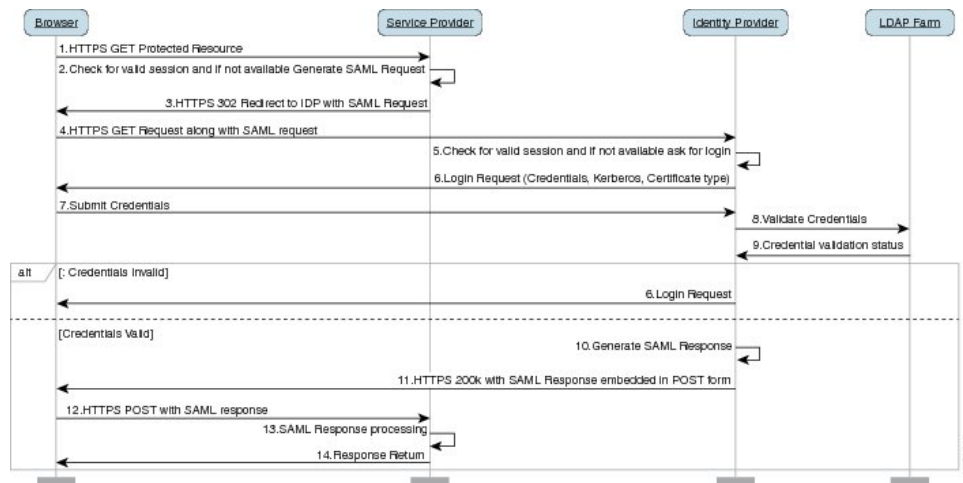 Browser
Service Provider
Identity Provider
LDAP Farm
1.HTTPS GET Protected Resource
2.Check for valid session and if not available Generate SAML Request
3.HTTPS 302 Redirect to IDP with SAML Request
4.HTTPS GET Request along with SAML request
5.Check for valid session and if not available ask for login
6.Login Request (Credentials, Kerberos, Certificate type)
7.Submit Credentials
8.Validate Credentials
9.Credential validation status
alt
[: Credentials Invalid]
6.Login Request
[Credentials Valid]
10.Generate SAML Response
11.HTTPS 200k with SAML Response embedded in POST form
12.HTTPS POST with SAML response
13.SAML Response processing
14.Response Return